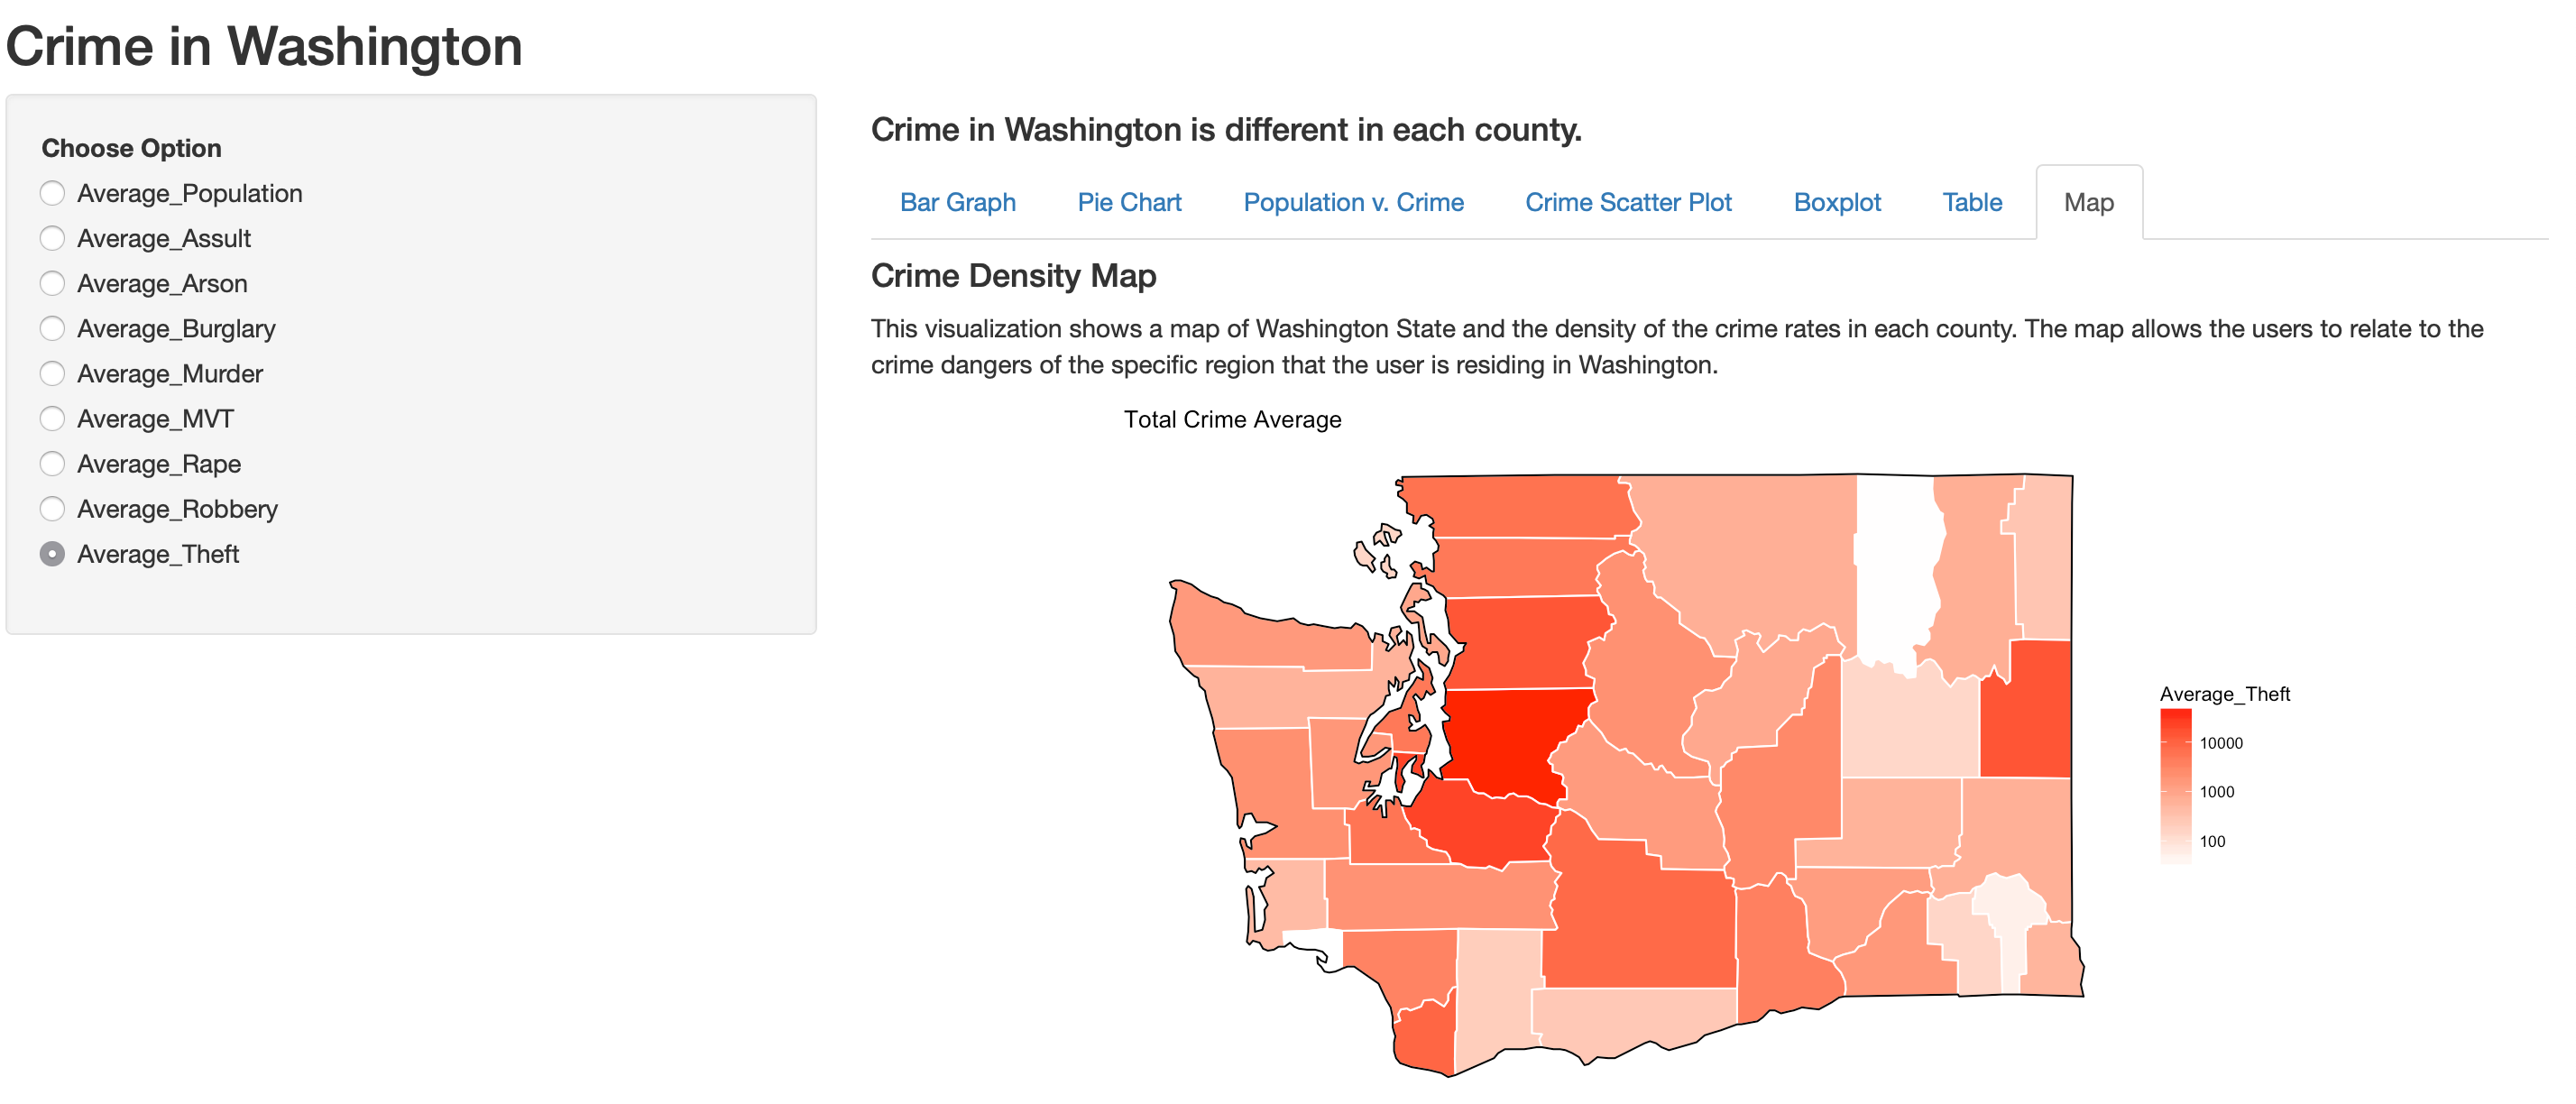 Crime in Washington
Choose Option
Average_Population
Average_Assult
Average_Arson
Average_Burglary
Average_Murder
Average_MVT
Average_Rape
Average_Robbery
Average_Theft
Crime in Washington is different in each county.
Bar Graph Pie Chart Population v. Crime Crime Scatter Plot Boxplot Table Map
Crime Density Map
This visualization shows a map of Washington State and the density of the crime rates in each county. The map allows the users to relate to the
crime dangers of the specific region that the user is residing in Washington.
Total Crime Average
Average_Theft
10000
1000
100